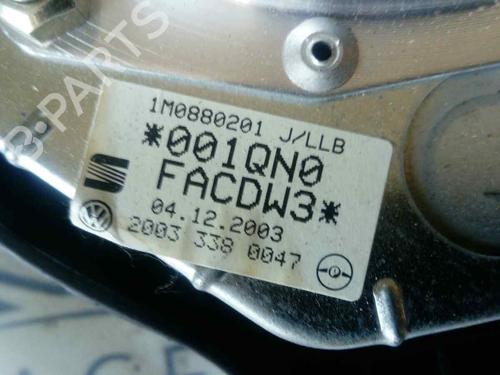 1M0880201 J/LLB
*001QN0
FACDW3*
04.12.2003
2003 338 0047
B-PARTS